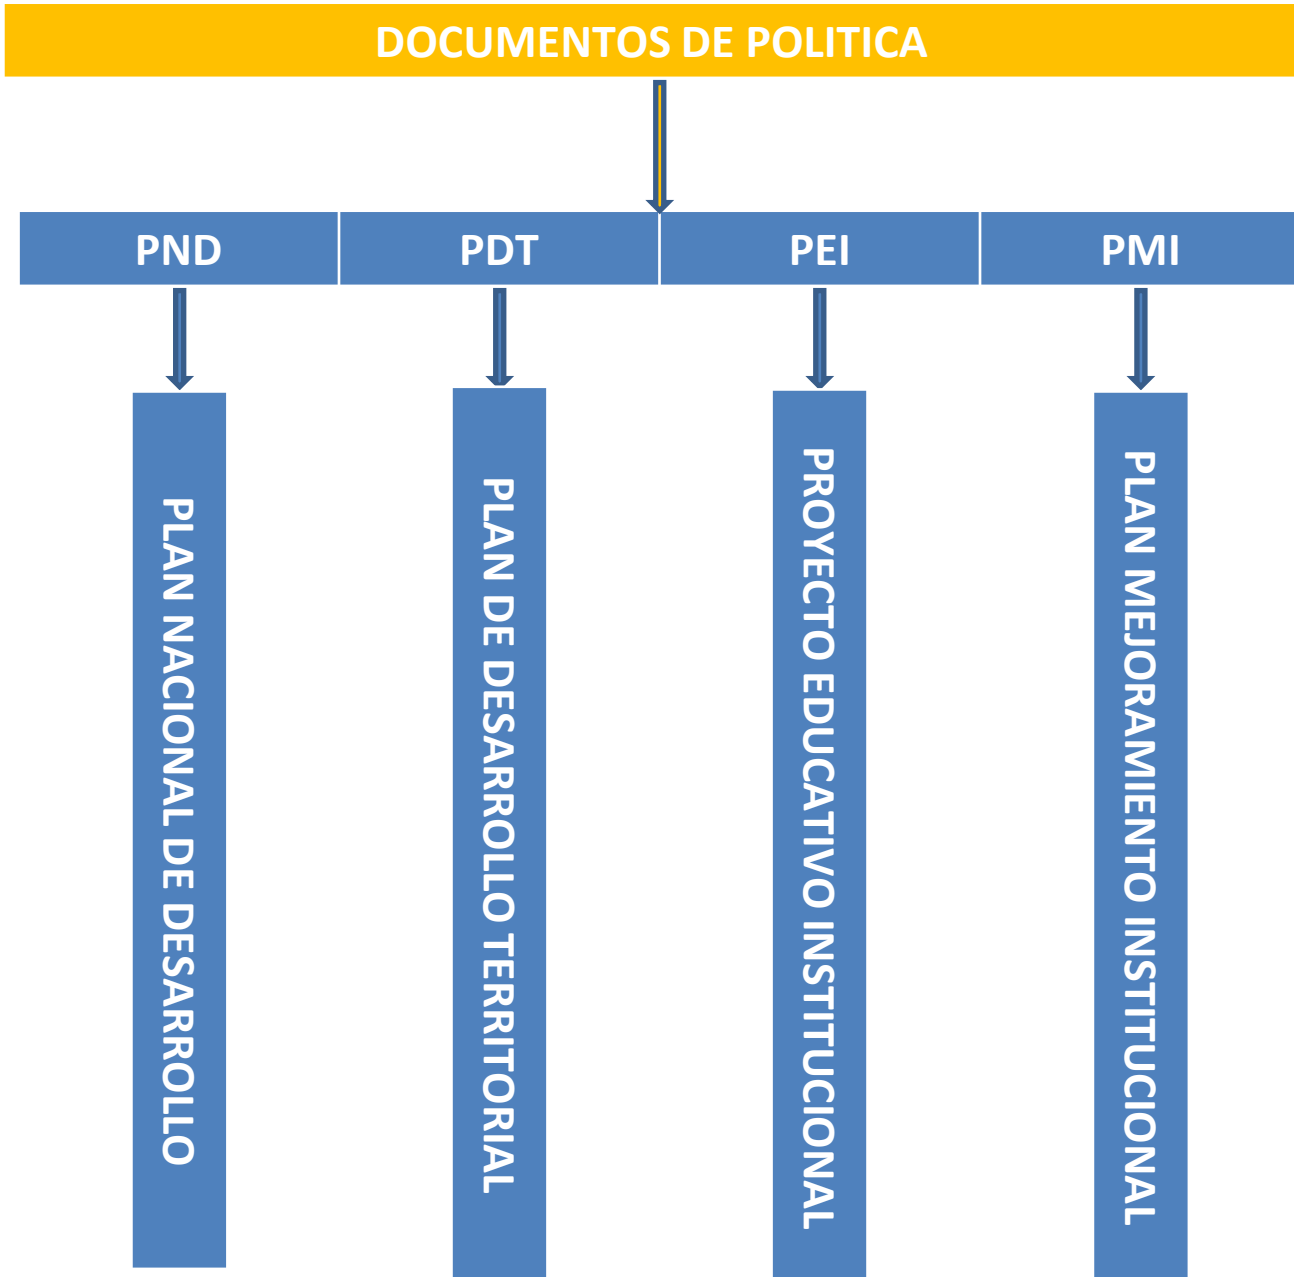 DOCUMENTOS DE POLITICA
PND
PDT
PEI
PMI
PLAN NACIONAL DE DESARROLLO
PLAN DE DESARROLLO TERRITORIAL
PROYECTO EDUCATIVO INSTITUCIONAL
PLAN MEJORAMIENTO INSTITUCIONAL